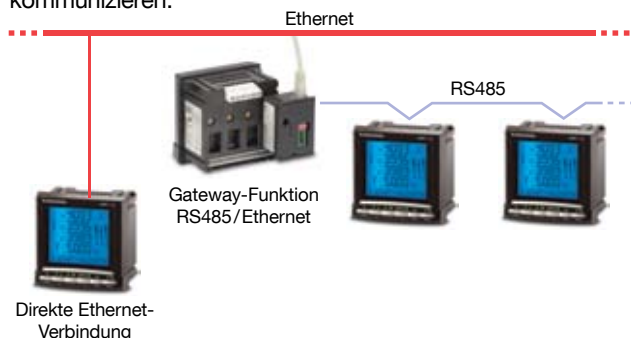 kommunizieren.
Ethernet
RS485
Gateway-Funktion
RS485/Ethernet
Direkte Ethernet-
Verbindung